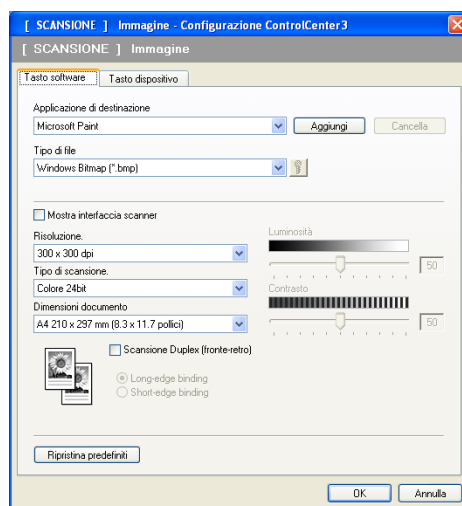 [ SCANSIONE ] Immagine - Configurazione ControlCenter3
[ SCANSIONE ] Immagine
Tasto software Tasto dispositivo
Applicazione di destinazione
Microsoft Paint Aggiungi Cancella
Tipo di file
Windows Bitmap (*.bmp)
Mostra interfaccia scanner
Risoluzione. Luminosità
300 x 300 dpi
50
Tipo di scansione.
Colore 24bit Contrasto
Dimensioni documento
A4 210 x 297 mm (8.3 x 11.7 pollici) 50
Scansione Duplex (fronte-retro)
Long-edge binding
Short-edge binding
Ripristina predefiniti
OK Annulla